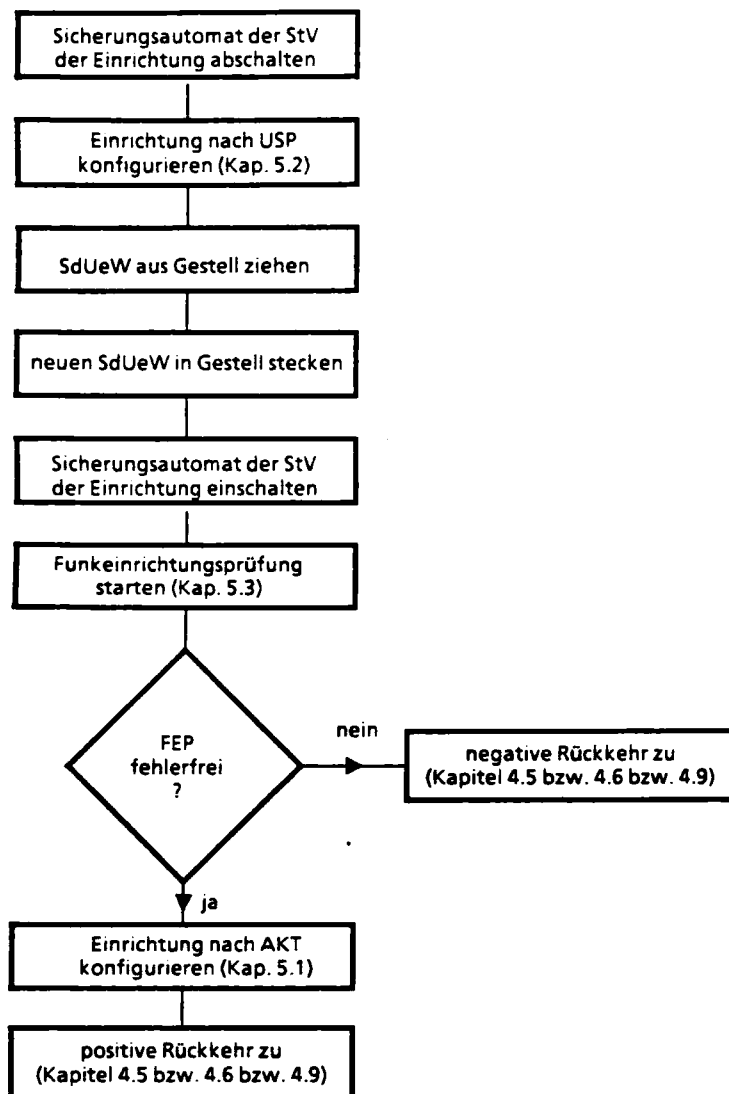 Sicherungsautomat der StV
der Einrichtung abschalten
Einrichtung nach USP
konfigurieren (Kap. 5.2)
SdUeW aus Gestell ziehen
neuen SdUeW in Gestell stecken
Sicherungsautomat der StV
der Einrichtung einschalten
Funkeinrichtungsprüfung
starten (Kap. 5.3)
FEP
fehlerfrei
?
nein
negative Rückkehr zu
(Kapitel 4.5 bzw. 4.6 bzw. 4.9)
ja
Einrichtung nach AKT
konfigurieren (Kap. 5.1)
positive Rückkehr zu
(Kapitel 4.5 bzw. 4.6 bzw. 4.9)